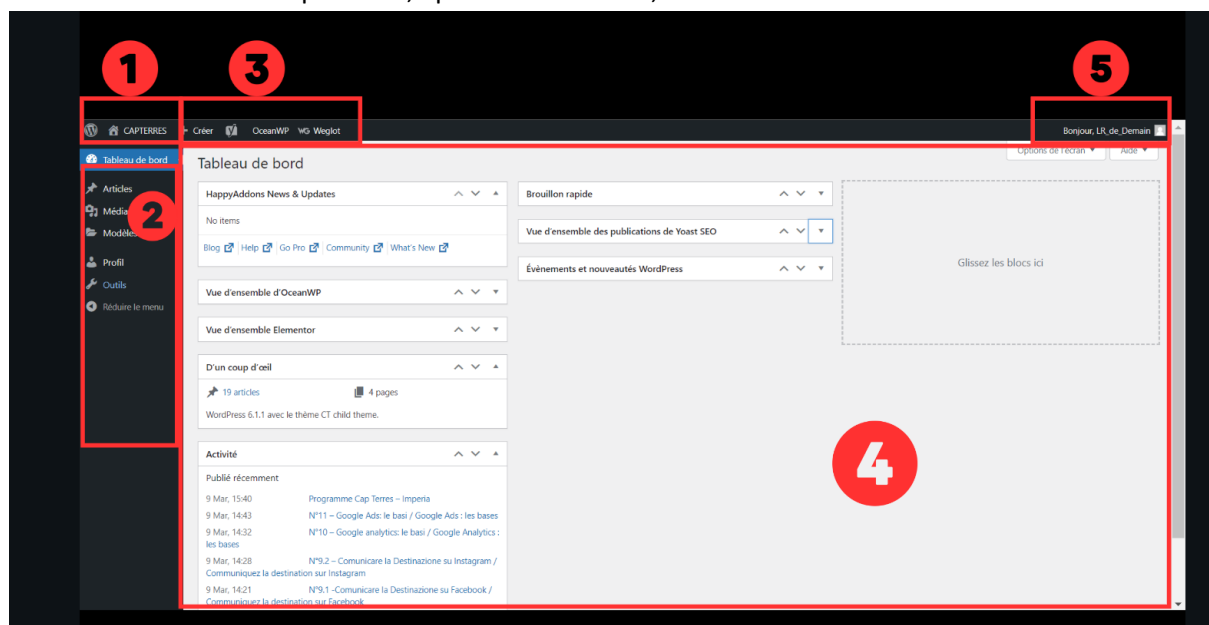 1
3
5
CAPTERRES
Créer
OceanWP
WG Weglot
Bonjour, LR_de_Demain
Tableau de bord
Tableau de bord
Options de l'écran
Aide
Articles
2
Modèles
Profil
Outils
Réduire le menu
HappyAddons News & Updates
No items
Blog
Help
Go Pro
Community
What's New
Vue d'ensemble d'OceanWP
Vue d'ensemble Elementor
D'un coup d'œil
19 articles
4 pages
WordPress 6.1.1 avec le thème CT child theme.
Activité
Publié récemment
9 Mar, 15:40 Programme Cap Terres – Imperia
9 Mar, 14:43 N°11 – Google Ads: le basi / Google Ads : les bases
9 Mar, 14:32 N°10 – Google analytics: le basi / Google Analytics :
les bases
9 Mar, 14:28 N°9.2 – Comunicare la Destinazione su Instagram /
Communiquez la destination sur Instagram
9 Mar, 14:21 N°9.1 -Comunicare la Destinazione su Facebook /
Communiquez la destination sur Facebook
Brouillon rapide
Vue d'ensemble des publications de Yoast SEO
Évènements et nouveautés WordPress
Glissez les blocs ici
4